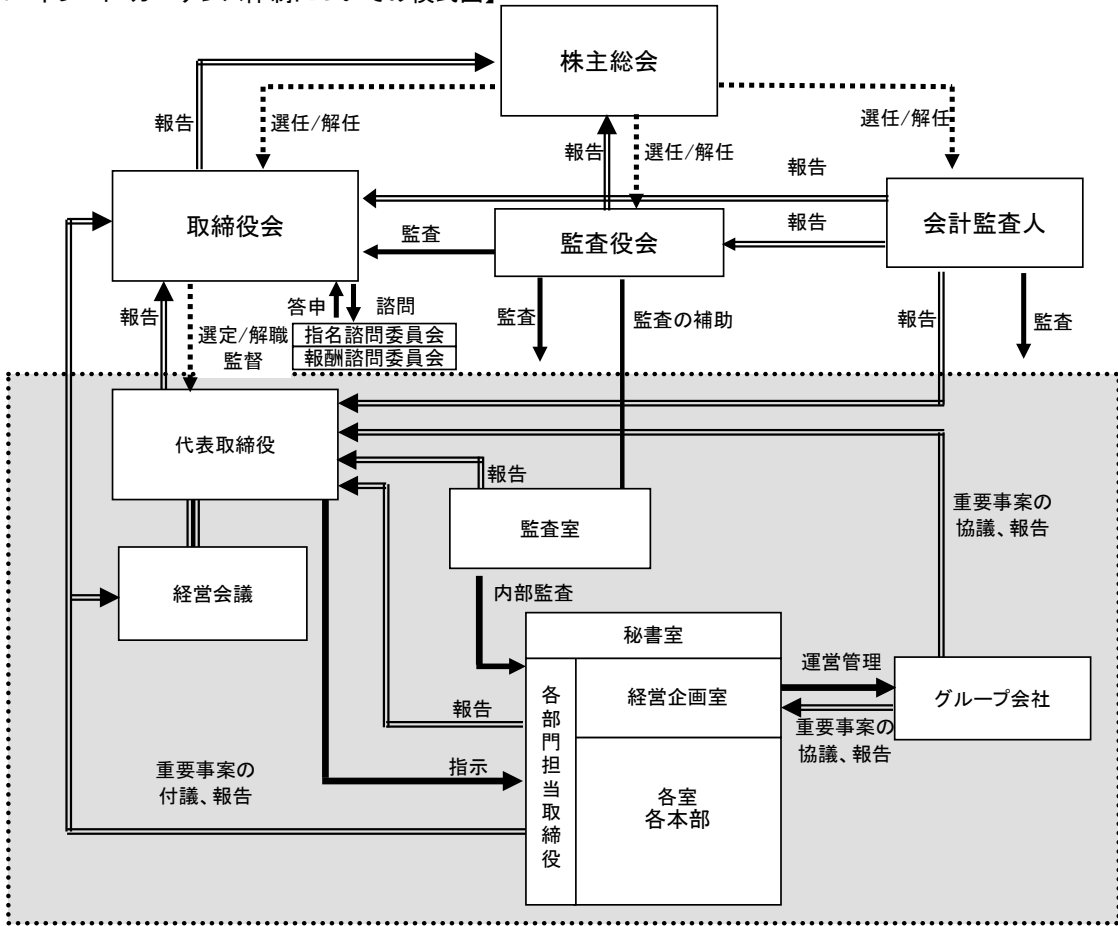 株主総会
報告
選任/解任
報告
選任/解任
選任/解任
報告
取締役会
監査役会
会計監査人
監査
報告
答申
諮問
指名諮問委員会
報酬諮問委員会
報告
選定/解職
監督
監査
監査の補助
報告
監査
代表取締役
報告
監査室
重要事案の
協議、報告
経営会議
内部監査
秘書室
各部門担当取締役
経営企画室
運営管理
グループ会社
報告
重要事案の
協議、報告
指示
重要事案の
付議、報告
各室
各本部